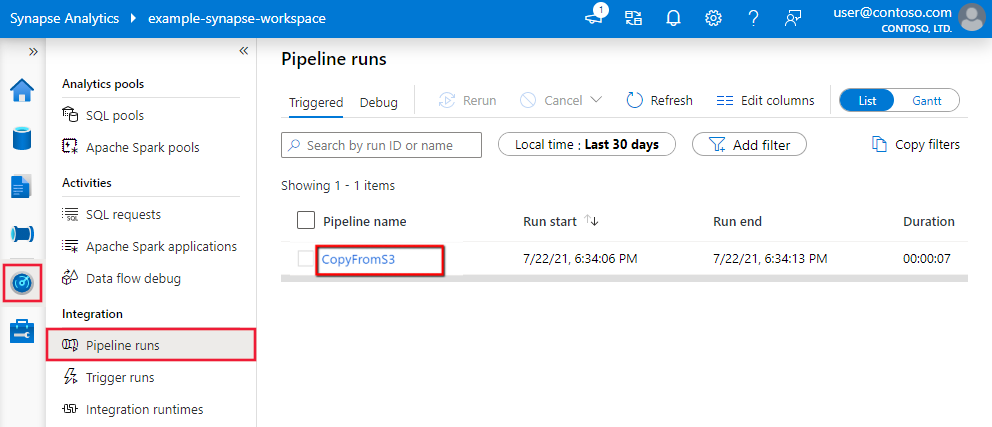 Synapse Analytics example-synapse-workspace 1 user@contoso.com
CONTOSO, LTD.
Analytics pools
SQL pools
Apache Spark pools
Activities
SQL requests
Apache Spark applications
Data flow debug
Integration
Pipeline runs
Trigger runs
Integration runtimes
Pipeline runs
Triggered Debug Rerun Cancel Refresh Edit columns List Gantt
Search by run ID or name Local time : Last 30 days Add filter Copy filters
Showing 1 - 1 items
Pipeline name Run start ↑↓ Run end Duration
CopyFromS3 7/22/21, 6:34:06 PM 7/22/21, 6:34:13 PM 00:00:07